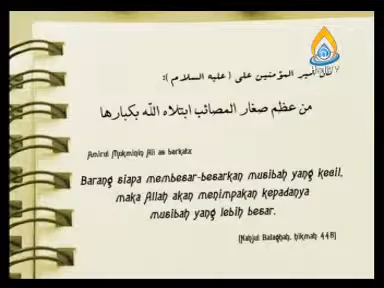 قال أمير المؤمنين علي ( عليه السلام ):
من عظم صغار المصائب ابتلاه الله بكبارها
Amirul Mukminin Ali as berkata:
Barang siapa membesar-besarkan musibah yang kecil,
maka Allah akan menimpakan kepadanya
musibah yang lebih besar.
(Nahjul Balaghah, hikmah 448)